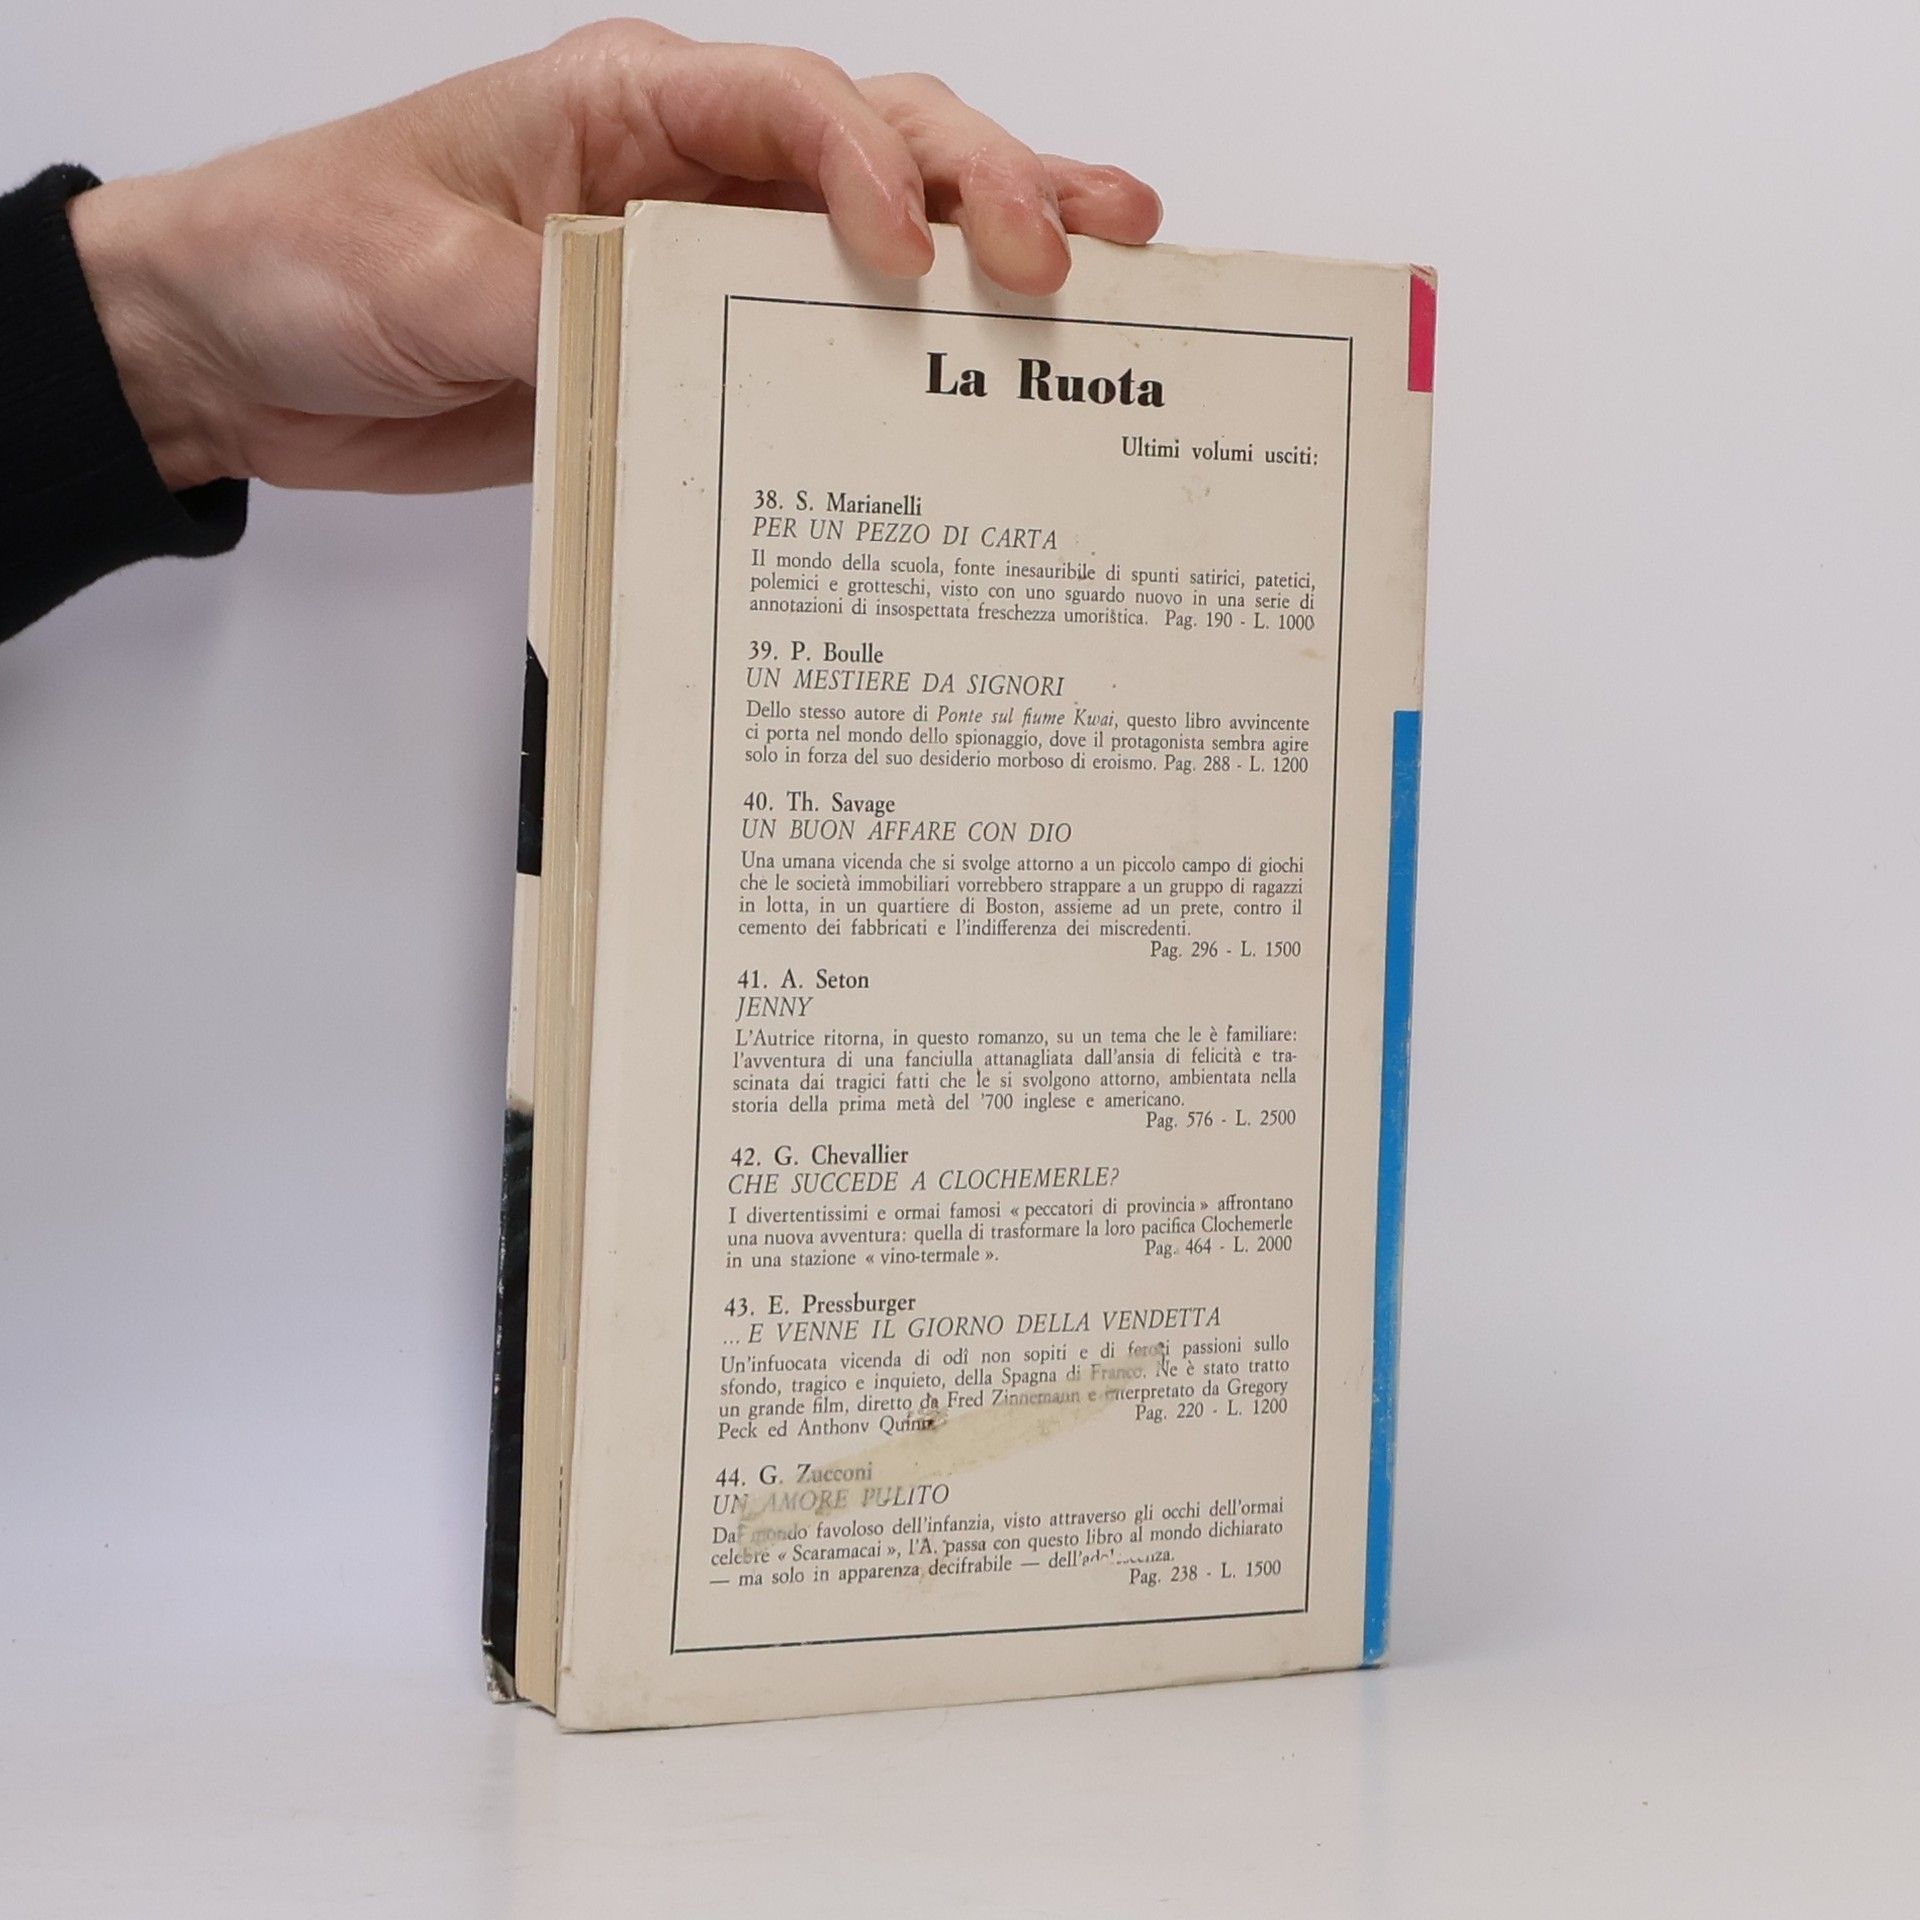 La Ruota
Ultimi volumi usciti:
38. S. Marianelli
PER UN PEZZO DI CARTA
Il mondo della scuola, fonte inesauribile di spunti satirici, patetici,
polemici e grotteschi, visto con uno sguardo nuovo in una serie di
annotazioni di insospettata freschezza umoristica. Pag. 190 - L. 1000
39. P. Boulle
UN MESTIERE DA SIGNORI
Dello stesso autore di Ponte sul fiume Kwai, questo libro avvincente
ci porta nel mondo dello spionaggio, dove il protagonista sembra agire
solo in forza del suo desiderio morboso di eroismo. Pag. 288 - L. 1200
40. Th. Savage
UN BUON AFFARE CON DIO
Una umana vicenda che si svolge attorno a un piccolo campo di giochi
che le società immobiliari vorrebbero strappare a un gruppo di ragazzi
in lotta, in un quartiere di Boston, assieme ad un prete, contro il
cemento dei fabbricati e l'indifferenza dei miscredenti.
Pag. 296 - L. 1500
41. A. Seton
JENNY
L'Autrice ritorna, in questo romanzo, su un tema che le è familiare:
l'avventura di una fanciulla attanagliata dall'ansia di felicità e tra-
scinata dai tragici fatti che le si svolgono attorno, ambientata nella
storia della prima metà del '700 inglese e americano.
Pag. 576 - L. 2500
42. G. Chevallier
CHE SUCCEDE A CLOCHEMERLE?
I divertentissimi e ormai famosi « peccatori di provincia » affrontano
una nuova avventura: quella di trasformare la loro pacifica Clochemerle
in una stazione « vino-termale ». Pag. 464 - L. 2000
43. E. Pressburger
... E VENNE IL GIORNO DELLA VENDETTA
Un'infuocata vicenda di odî non sopiti e di feroci passioni sullo
sfondo, tragico e inquieto, della Spagna di Franco. Ne è stato tratto
un grande film, diretto da Fred Zinnemann e interpretato da Gregory
Peck ed Anthony Quinn. Pag. 220 - L. 1200
44. G. Zucconi
UN AMORE PULITO
Dal mondo favoloso dell'infanzia, visto attraverso gli occhi dell'ormai
celebre « Scaramacai », l'A. passa con questo libro al mondo dichiarato
— ma solo in apparenza decifrabile — dell'adolescenza.
Pag. 238 - L. 1500